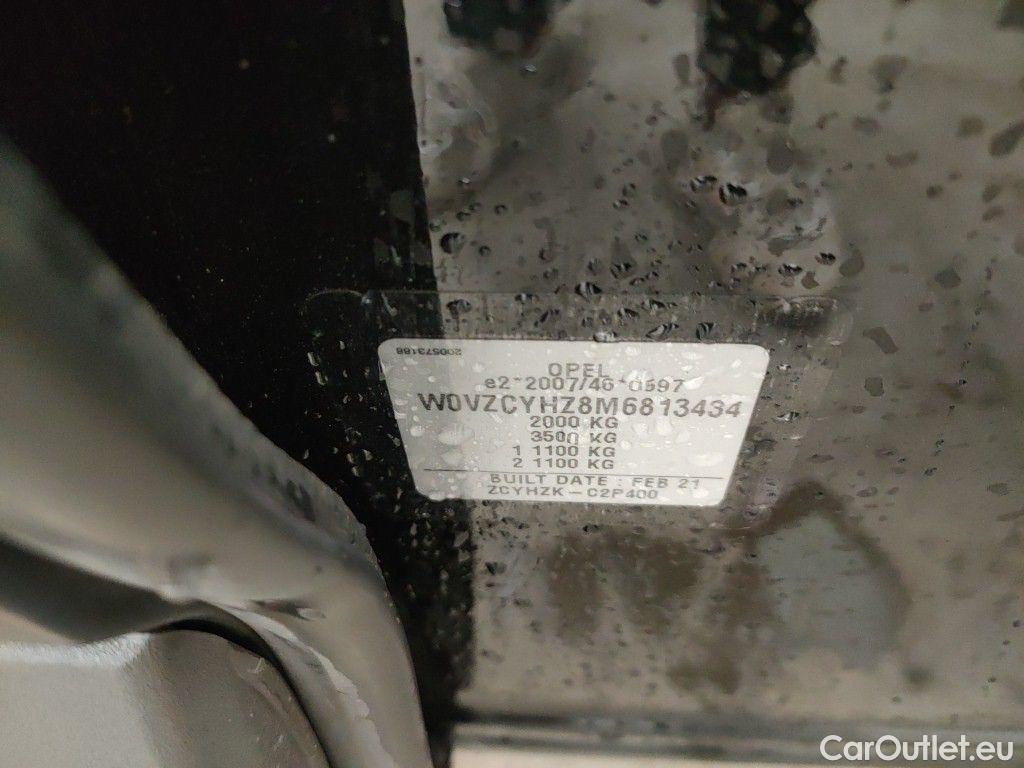 200573188
OPEL
e2*2007/46*0597
W0VZCYHZ8M6813434
2000 KG
3500 KG
1 1100 KG
2 1100 KG
BUILT DATE : FEB 21
ZCYHZK - C2P400
CarOutlet.eu